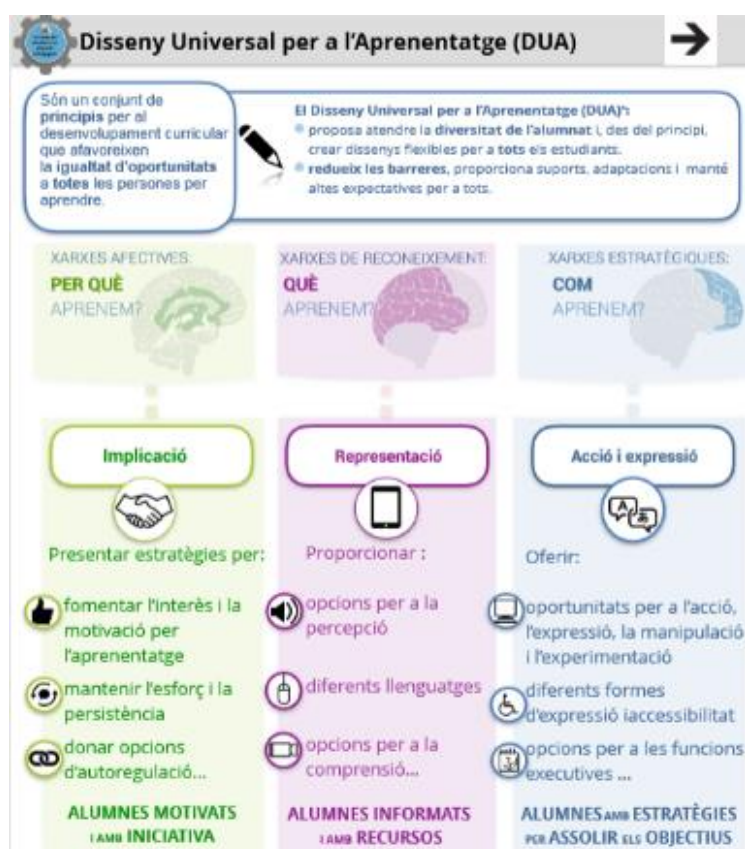 Disseny Universal per a l'Aprenentatge (DUA)
Són un conjunt de
principis per al
desenvolupament curricular
que afavoreixen
la igualtat d'oportunitats
a totes les persones per
aprendre.
El Disseny Universal per a l'Aprenentatge (DUA)*:
proposa atendre la diversitat de l'alumnat i, des del principi,
crear dissenys flexibles per a tots els estudiants.
redueix les barreres, proporciona suports, adaptacions i manté
altes expectatives per a tots.
XARXES AFECTIVES:
PER QUÈ
APRENEM?
XARXES DE RECONEIXEMENT:
QUÈ
APRENEM?
XARXES ESTRATÈGIQUES:
COM
APRENEM?
Implicació
Presentar estratègies per:
fomentar l'interès i la
motivació per
l'aprenentatge
mantenir l'esforç i la
persistència
donar opcions
d'autoregulació...
ALUMNES MOTIVATS
I AMB INICIATIVA
Representació
Proporcionar :
opcions per a la
percepció
diferents llenguatges
opcions per a la
comprensió...
ALUMNES INFORMATS
I AMB RECURSOS
Acció i expressió
Oferir:
oportunitats per a l'acció,
l'expressió, la manipulació
i l'experimentació
diferents formes
d'expressió iaccessibilitat
opcions per a les funcions
executives ...
ALUMNES AMB ESTRATÈGIES
PER ASSOLIR ELS OBJECTIUS